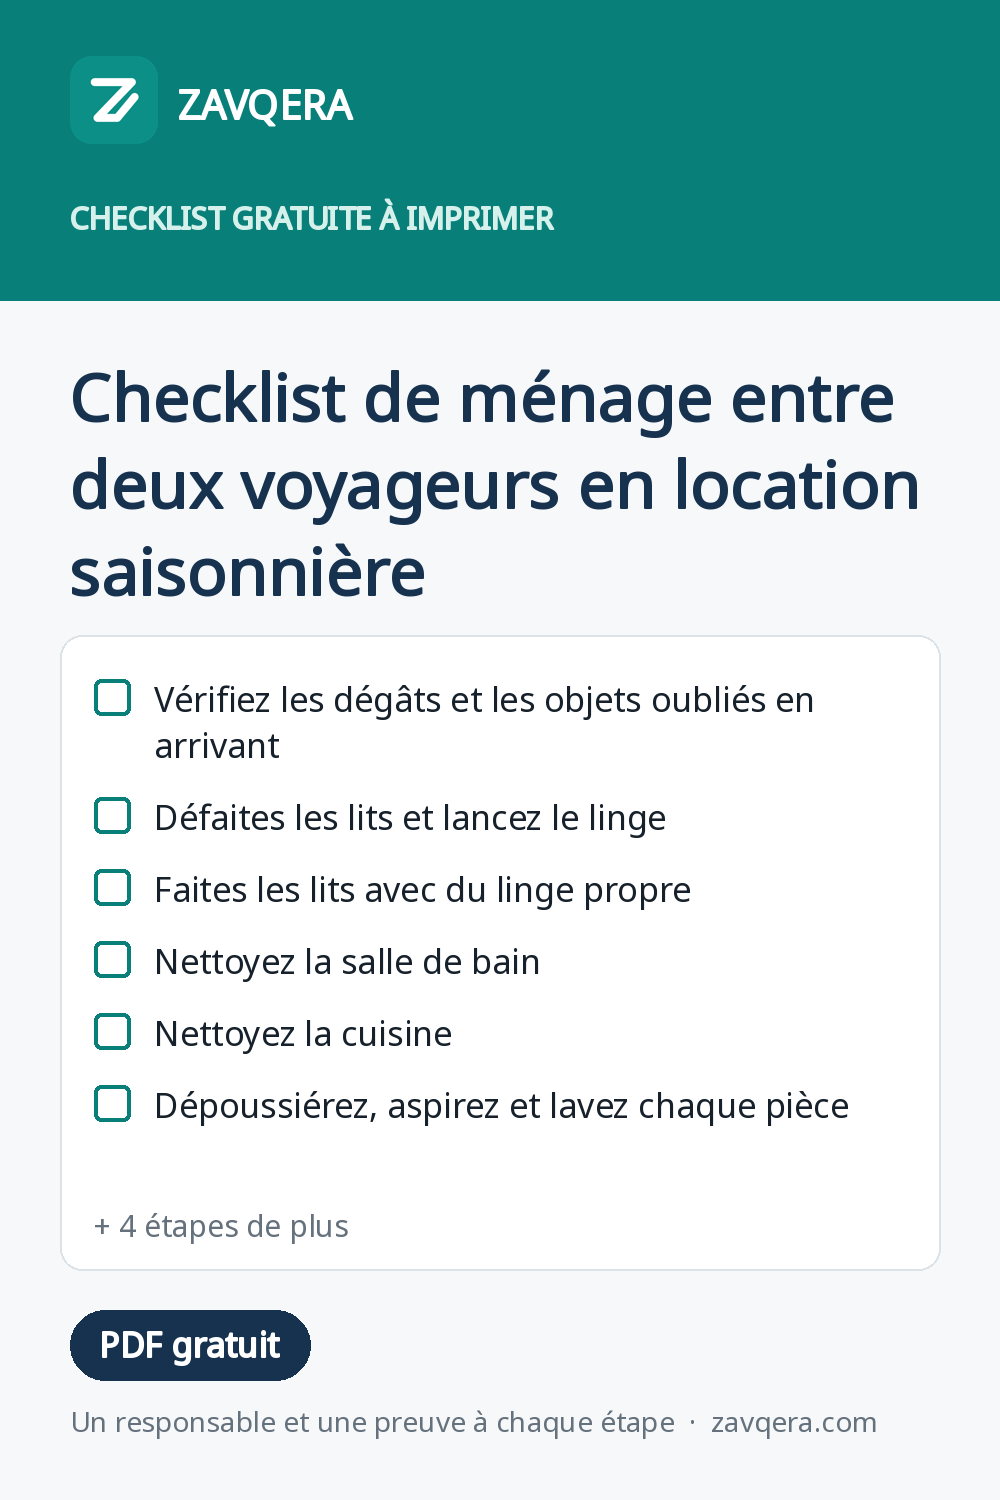 ZAVQERA
CHECKLIST GRATUITE À IMPRIMER
Checklist de ménage entre
deux voyageurs en location
saisonnière
Vérifiez les dégâts et les objets oubliés en
arrivant
Défaites les lits et lancez le linge
Faites les lits avec du linge propre
Nettoyez la salle de bain
Nettoyez la cuisine
Dépoussiérez, aspirez et lavez chaque pièce
+ 4 étapes de plus
PDF gratuit
Un responsable et une preuve à chaque étape · zavqera.com